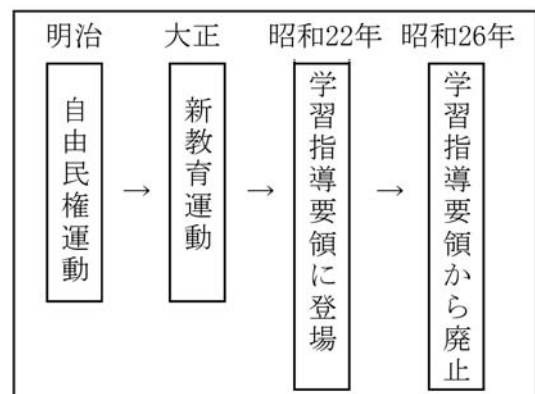 明治
大正
昭和22年
昭和26年
自由民権運動
→
新教育運動
→
学習指導要領に登場
→
学習指導要領から廃止